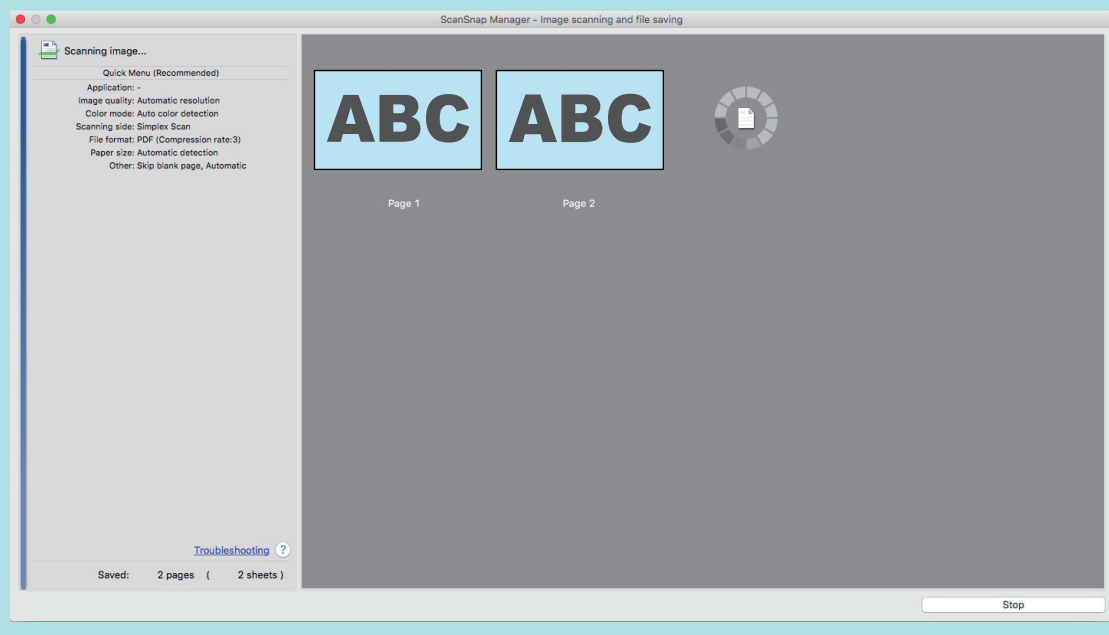 ScanSnap Manager - Image scanning and file saving
Scanning image...
Quick Menu (Recommended)
Application: -
Image quality: Automatic resolution
Color mode: Auto color detection
Scanning side: Simplex Scan
File format: PDF (Compression rate:3)
Paper size: Automatic detection
Other: Skip blank page, Automatic
ABC ABC
Page 1 Page 2
Troubleshooting ?
Saved: 2 pages ( 2 sheets )
Stop